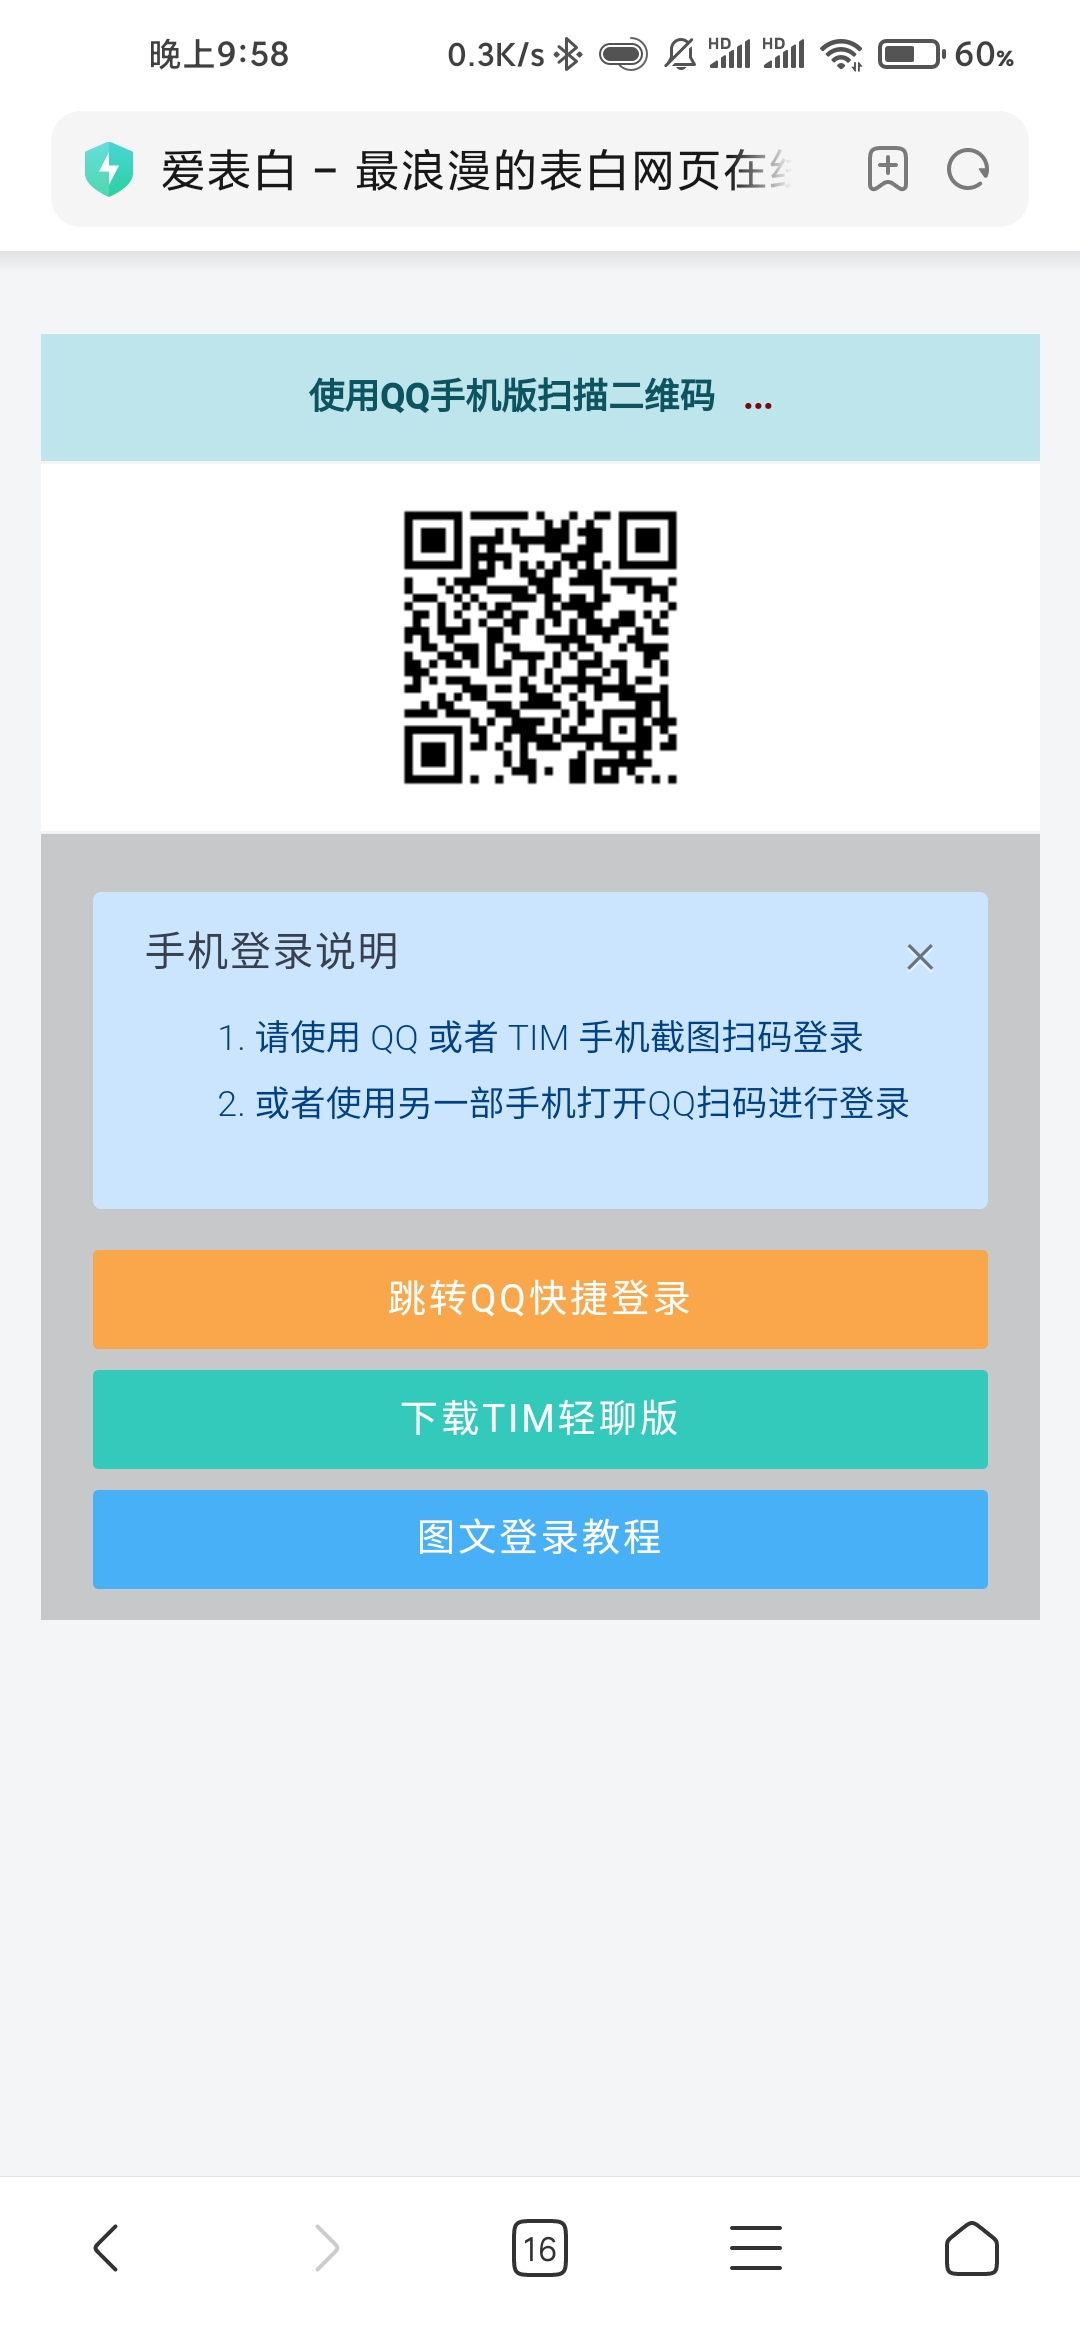 晚上9:58
0.3K/s
HD
HD
60%
爱表白 – 最浪漫的表白网页在
使用QQ手机版扫描二维码 ...
手机登录说明
1. 请使用 QQ 或者 TIM 手机截图扫码登录
2. 或者使用另一部手机打开QQ扫码进行登录
跳转QQ快捷登录
下载TIM轻聊版
图文登录教程
16